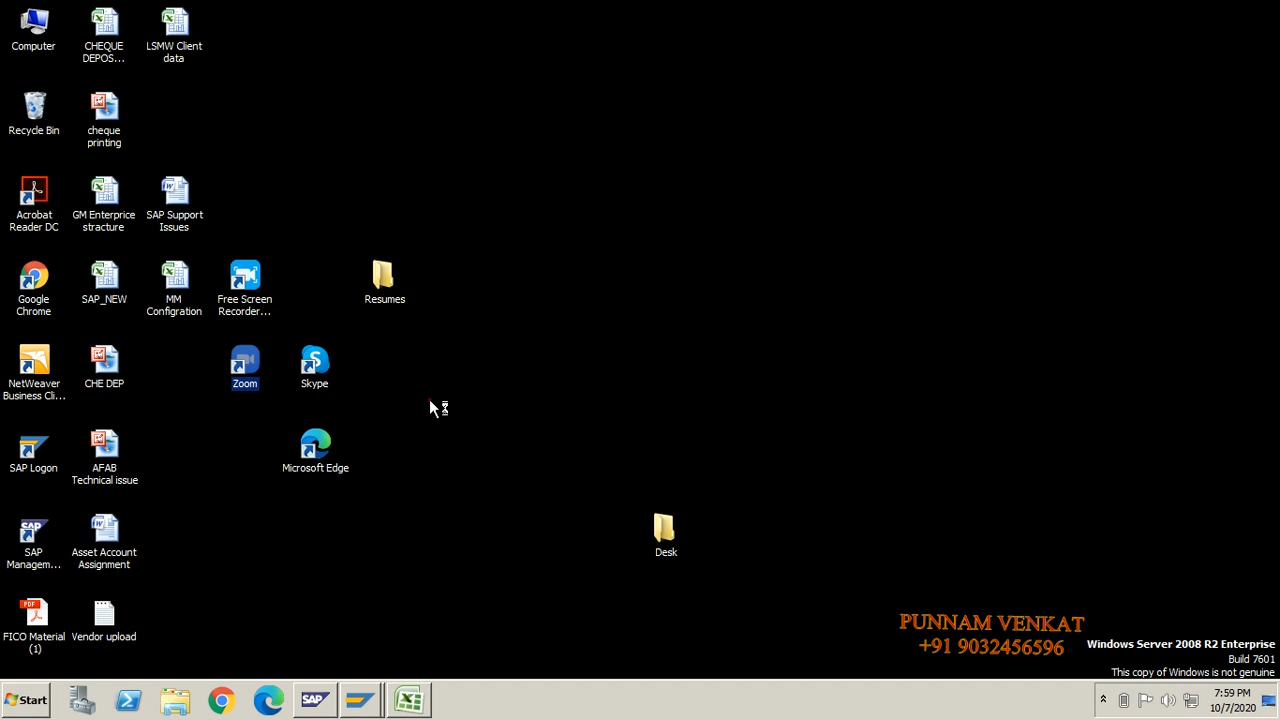 Computer
CHEQUE
DEPOS...
LSMW Client
data
Recycle Bin
cheque
printing
Acrobat
Reader DC
GM Enterprice
stracture
SAP Support
Issues
Google
Chrome
SAP_NEW
MM
Configration
Free Screen
Recorder...
Resumes
NetWeaver
Business Cli...
CHE DEP
Zoom
Skype
SAP Logon
AFAB
Technical issue
Microsoft Edge
SAP
Managem...
Asset Account
Assignment
Desk
FICO Material
(1)
Vendor upload
PUNNAM VENKAT
+91 9032456596
Windows Server 2008 R2 Enterprise
Build 7601
This copy of Windows is not genuine
Start
SAP
7:59 PM
10/7/2020